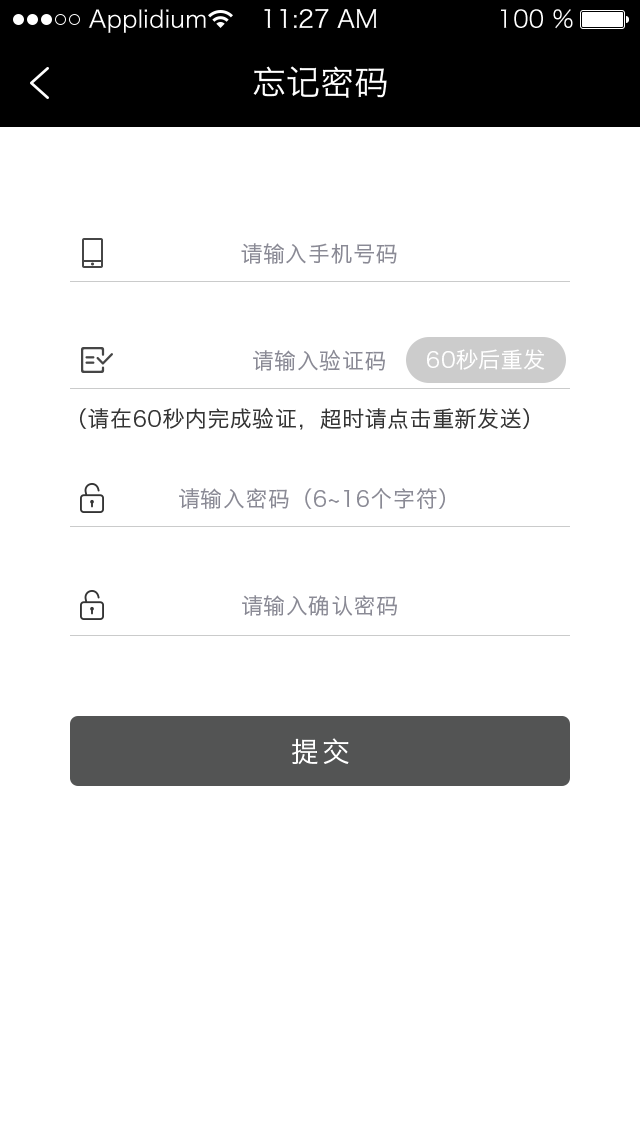 Applidium 11:27 AM 100 %
忘记密码
请输入手机号码
请输入验证码 60秒后重发
（请在60秒内完成验证，超时请点击重新发送）
请输入密码（6~16个字符）
请输入确认密码
提交